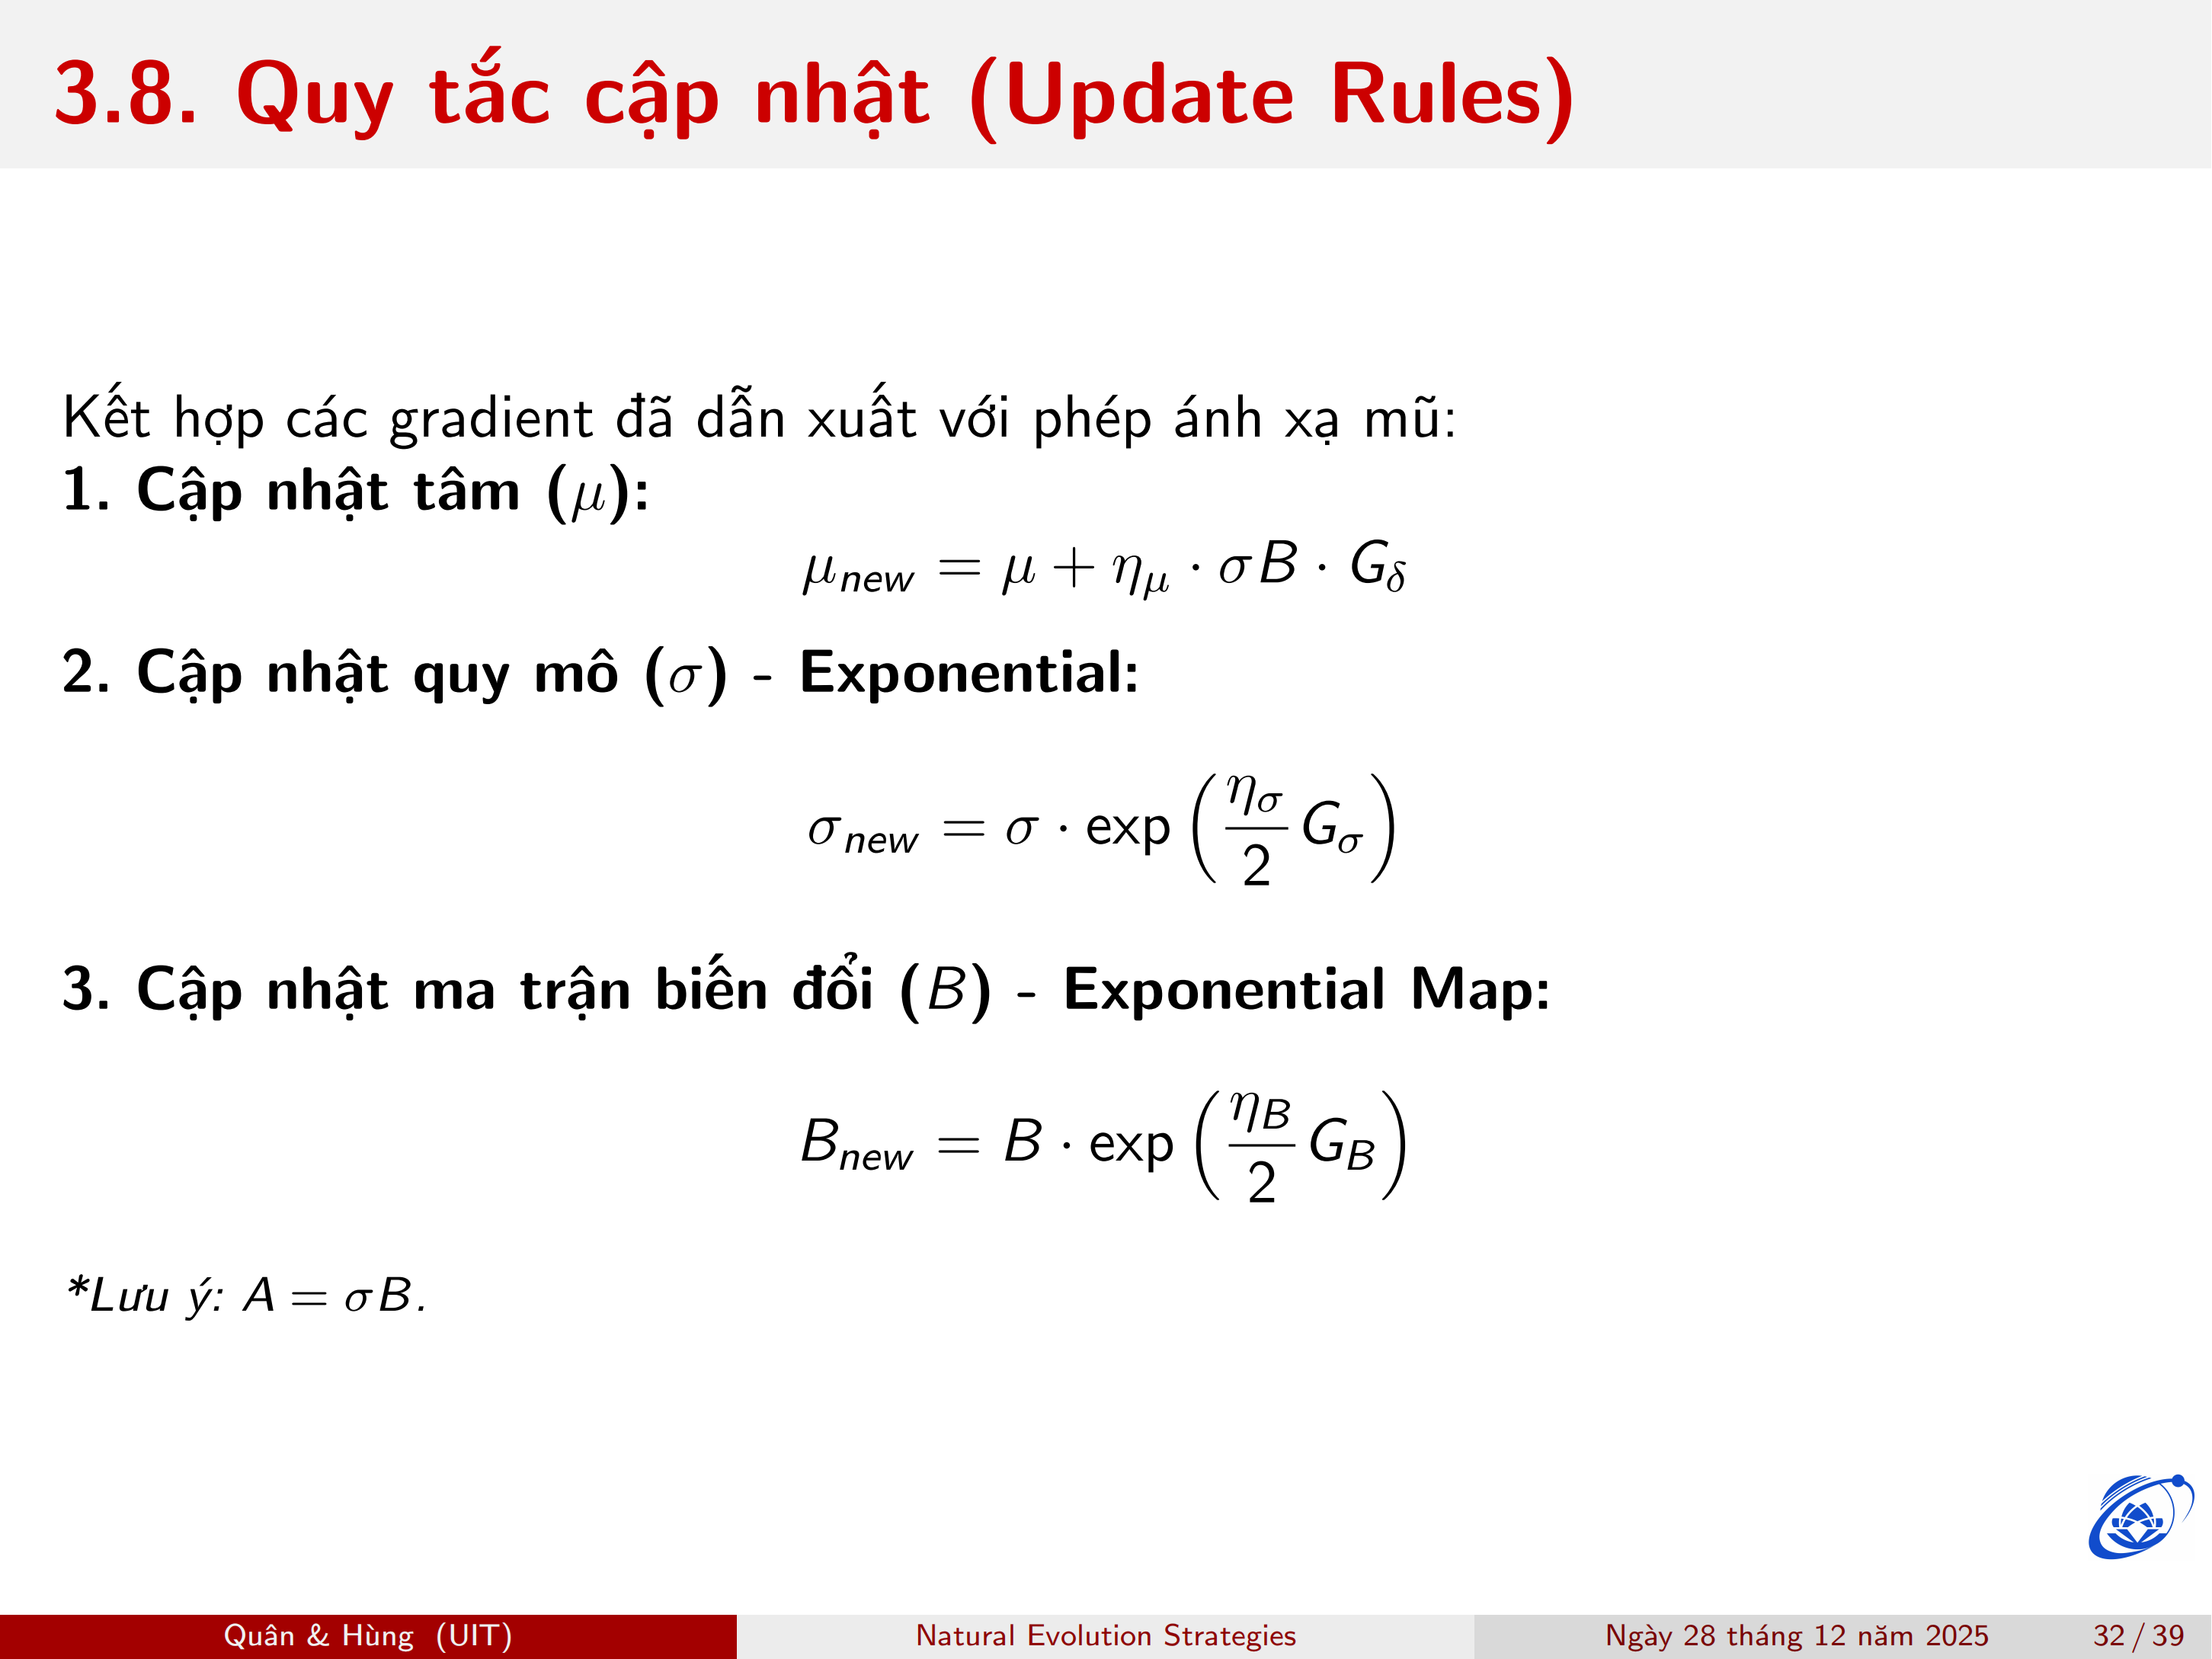 3.8. Quy tắc cập nhật (Update Rules)
Kết hợp các gradient đã dẫn xuất với phép ánh xạ mũ:
1. Cập nhật tâm (μ):
μ_new = μ + η_μ · σB · G_δ
2. Cập nhật quy mô (σ) - Exponential:
σ_new = σ · exp (η_σ/2 G_σ)
3. Cập nhật ma trận biến đổi (B) - Exponential Map:
B_new = B · exp (η_B/2 G_B)
*Lưu ý: A = σB.
Quân & Hùng (UIT) Natural Evolution Strategies Ngày 28 tháng 12 năm 2025 32 / 39